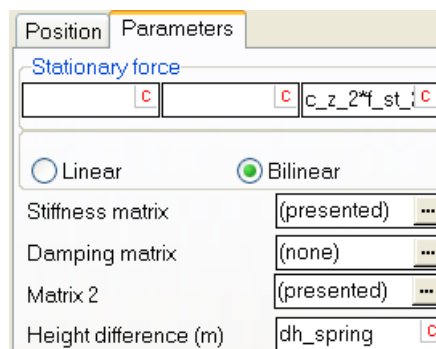 Position Parameters
Stationary force
C C c_z_2*f_st_ C
Linear Bilinear
Stiffness matrix (presented) ...
Damping matrix (none) ...
Matrix 2 (presented) ...
Height difference (m) dh_spring C